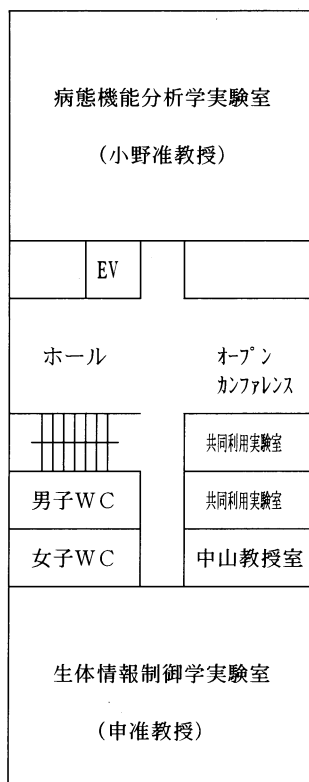 病態機能分析学実験室
(小野准教授)
EV
ホール
オープン
カンファレンス
共同利用実験室
男子WC
共同利用実験室
女子WC
中山教授室
生体情報制御学実験室
(申准教授)